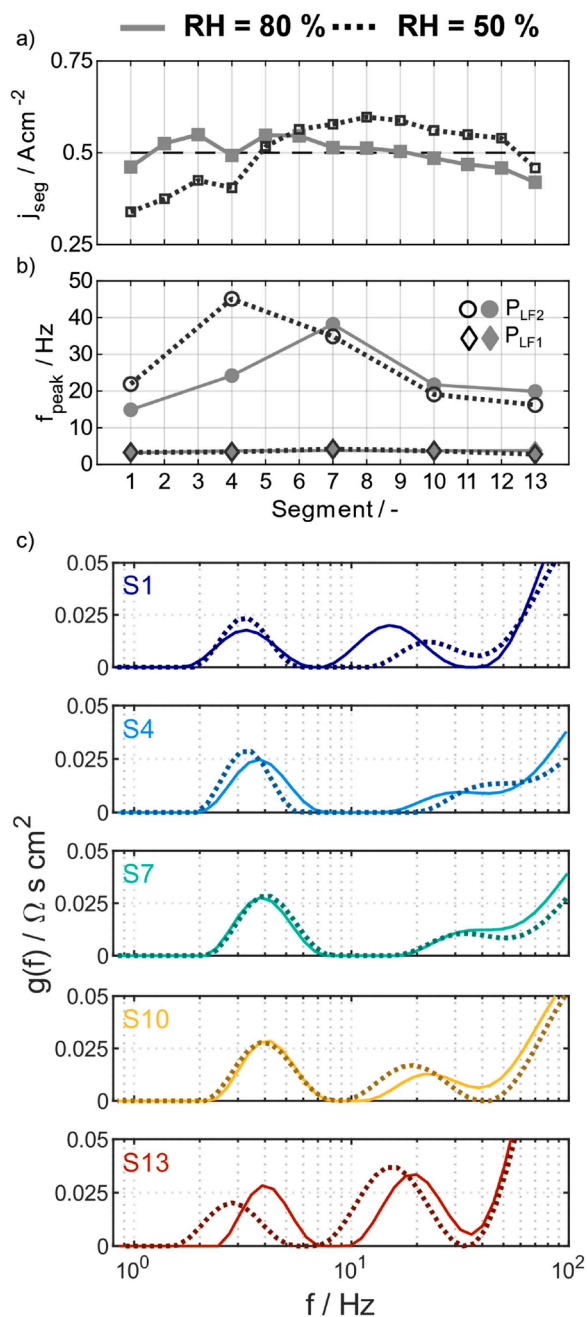 RH = 80 % RH = 50 %
a)
0.75
0.5
0.25
j_seg / Acm^-2
b)
50
40
30
20
10
0
f_peak / Hz
P_LF2
P_LF1
1 2 3 4 5 6 7 8 9 10 11 12 13
Segment / -
c)
g(f) / Ω s cm^2
0.05
S1
0.025
0
0.05
S4
0.025
0
0.05
S7
0.025
0
0.05
S10
0.025
0
0.05
S13
0.025
0
10^0 10^1 10^2
f / Hz